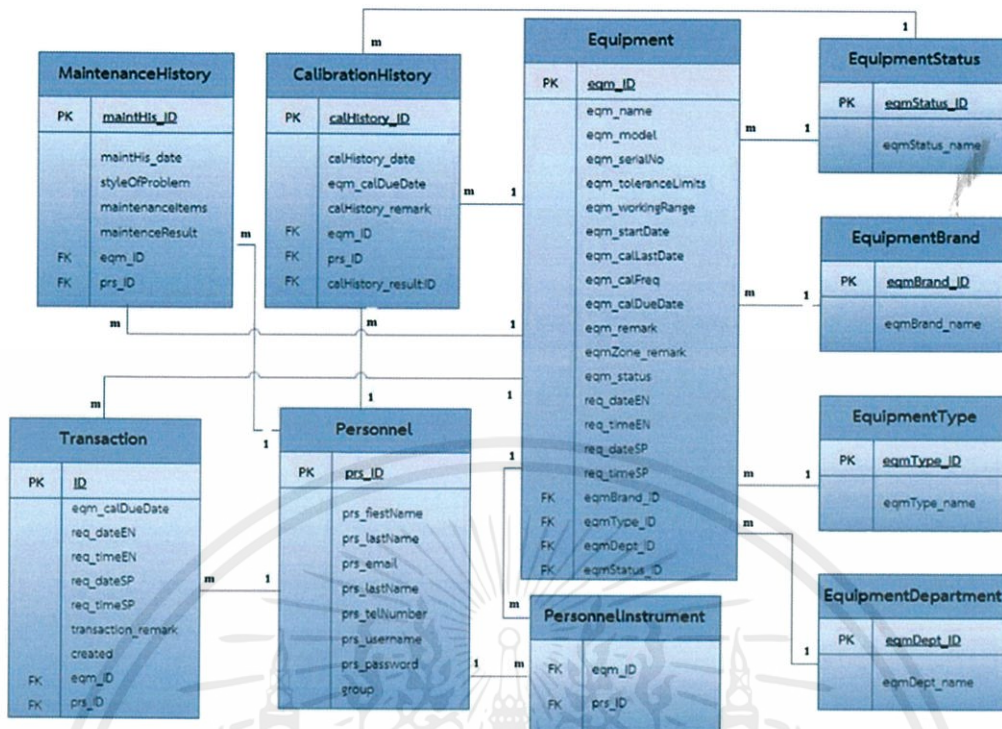 m
1
MaintenanceHistory
PK maintHis_ID
maintHis_date
styleOfProblem
maintenanceItems
maintenceResult
FK eqm_ID
FK prs_ID
CalibrationHistory
PK calHistory_ID
calHistory_date
eqm_calDueDate
calHistory_remark
FK eqm_ID
FK prs_ID
FK calHistory_result:ID
Equipment
PK eqm_ID
eqm_name
eqm_model
eqm_serialNo
eqm_toleranceLimits
eqm_workingRange
eqm_startDate
eqm_calLastDate
eqm_calFreq
eqm_calDueDate
eqm_remark
eqmZone_remark
eqm_status
req_dateEN
req_timeEN
req_dateSP
req_timeSP
FK eqmBrand_ID
FK eqmType_ID
FK eqmDept_ID
FK eqmStatus_ID
EquipmentStatus
PK eqmStatus_ID
eqmStatus_name
m 1
m 1
EquipmentBrand
PK eqmBrand_ID
eqmBrand_name
m
m 1
m m 1
m 1
EquipmentType
PK eqmType_ID
eqmType_name
m 1
m
1
Transaction
PK ID
eqm_calDueDate
req_dateEN
req_timeEN
req_dateSP
req_timeSP
transaction_remark
created
FK eqm_ID
FK prs_ID
1
1
m 1
Personnel
PK prs_ID
prs_fiestName
prs_lastName
prs_email
prs_lastName
prs_telNumber
prs_username
prs_password
group
1
m
1 m
PersonnelInstrument
FK eqm_ID
FK prs_ID
EquipmentDepartment
PK eqmDept_ID
eqmDept_name
1